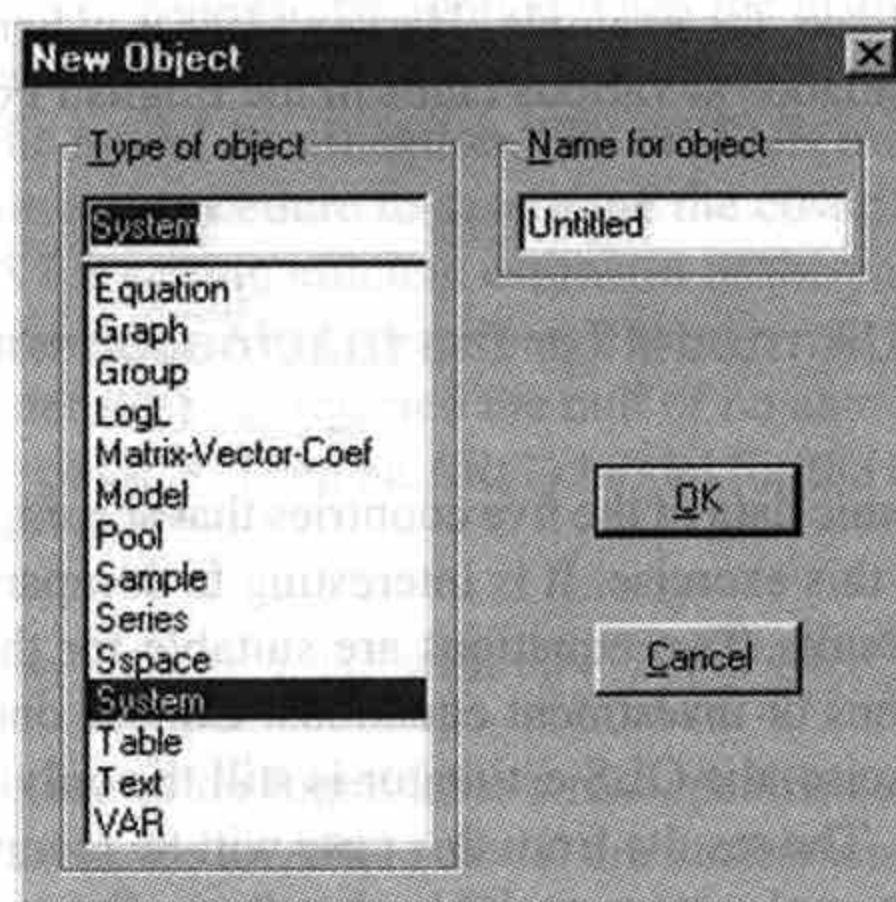 New Object
Type of object
System
Equation
Graph
Group
LogL
Matrix-Vector-Coef
Model
Pool
Sample
Series
Sspace
System
Table
Text
VAR
Name for object
Untitled
OK
Cancel